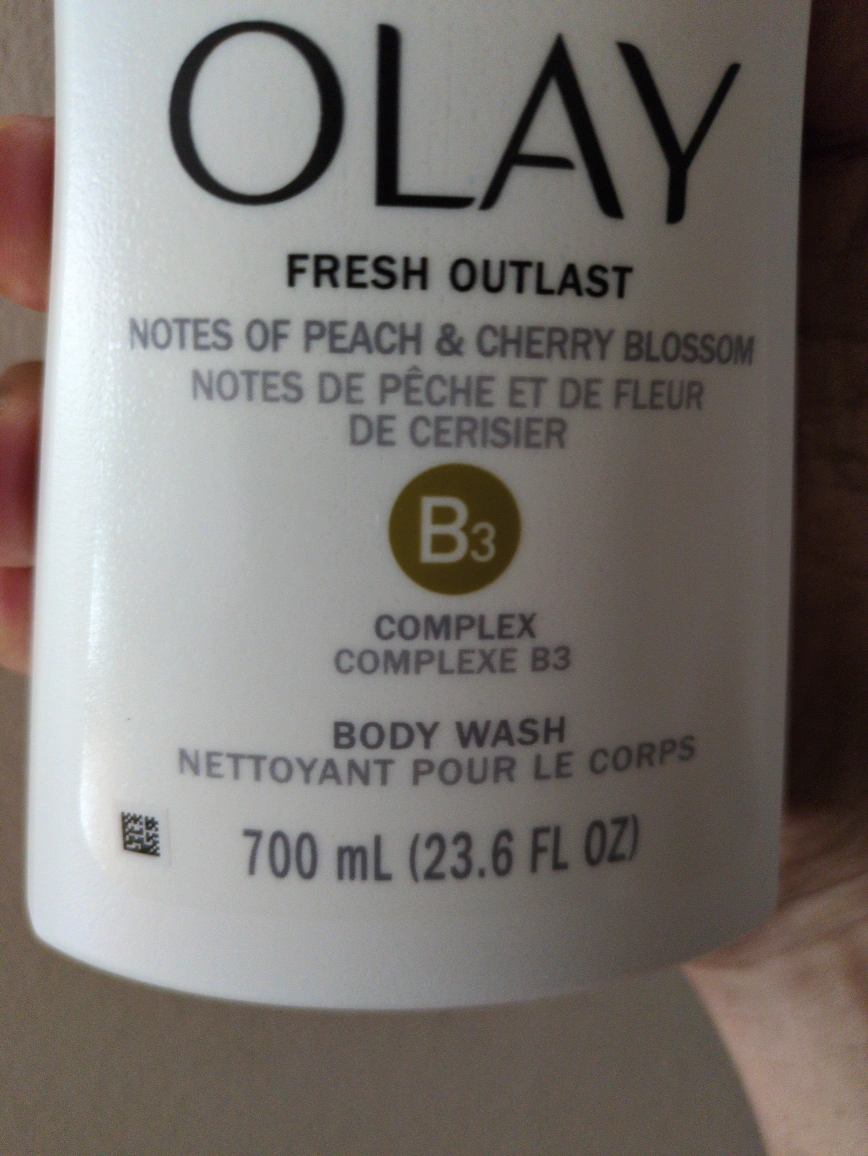 OLAY
FRESH OUTLAST
NOTES OF PEACH & CHERRY BLOSSOM
NOTES DE PÊCHE ET DE FLEUR
DE CERISIER
B3
COMPLEX
COMPLEXE B3
BODY WASH
NETTOYANT POUR LE CORPS
700 mL (23.6 FL OZ)